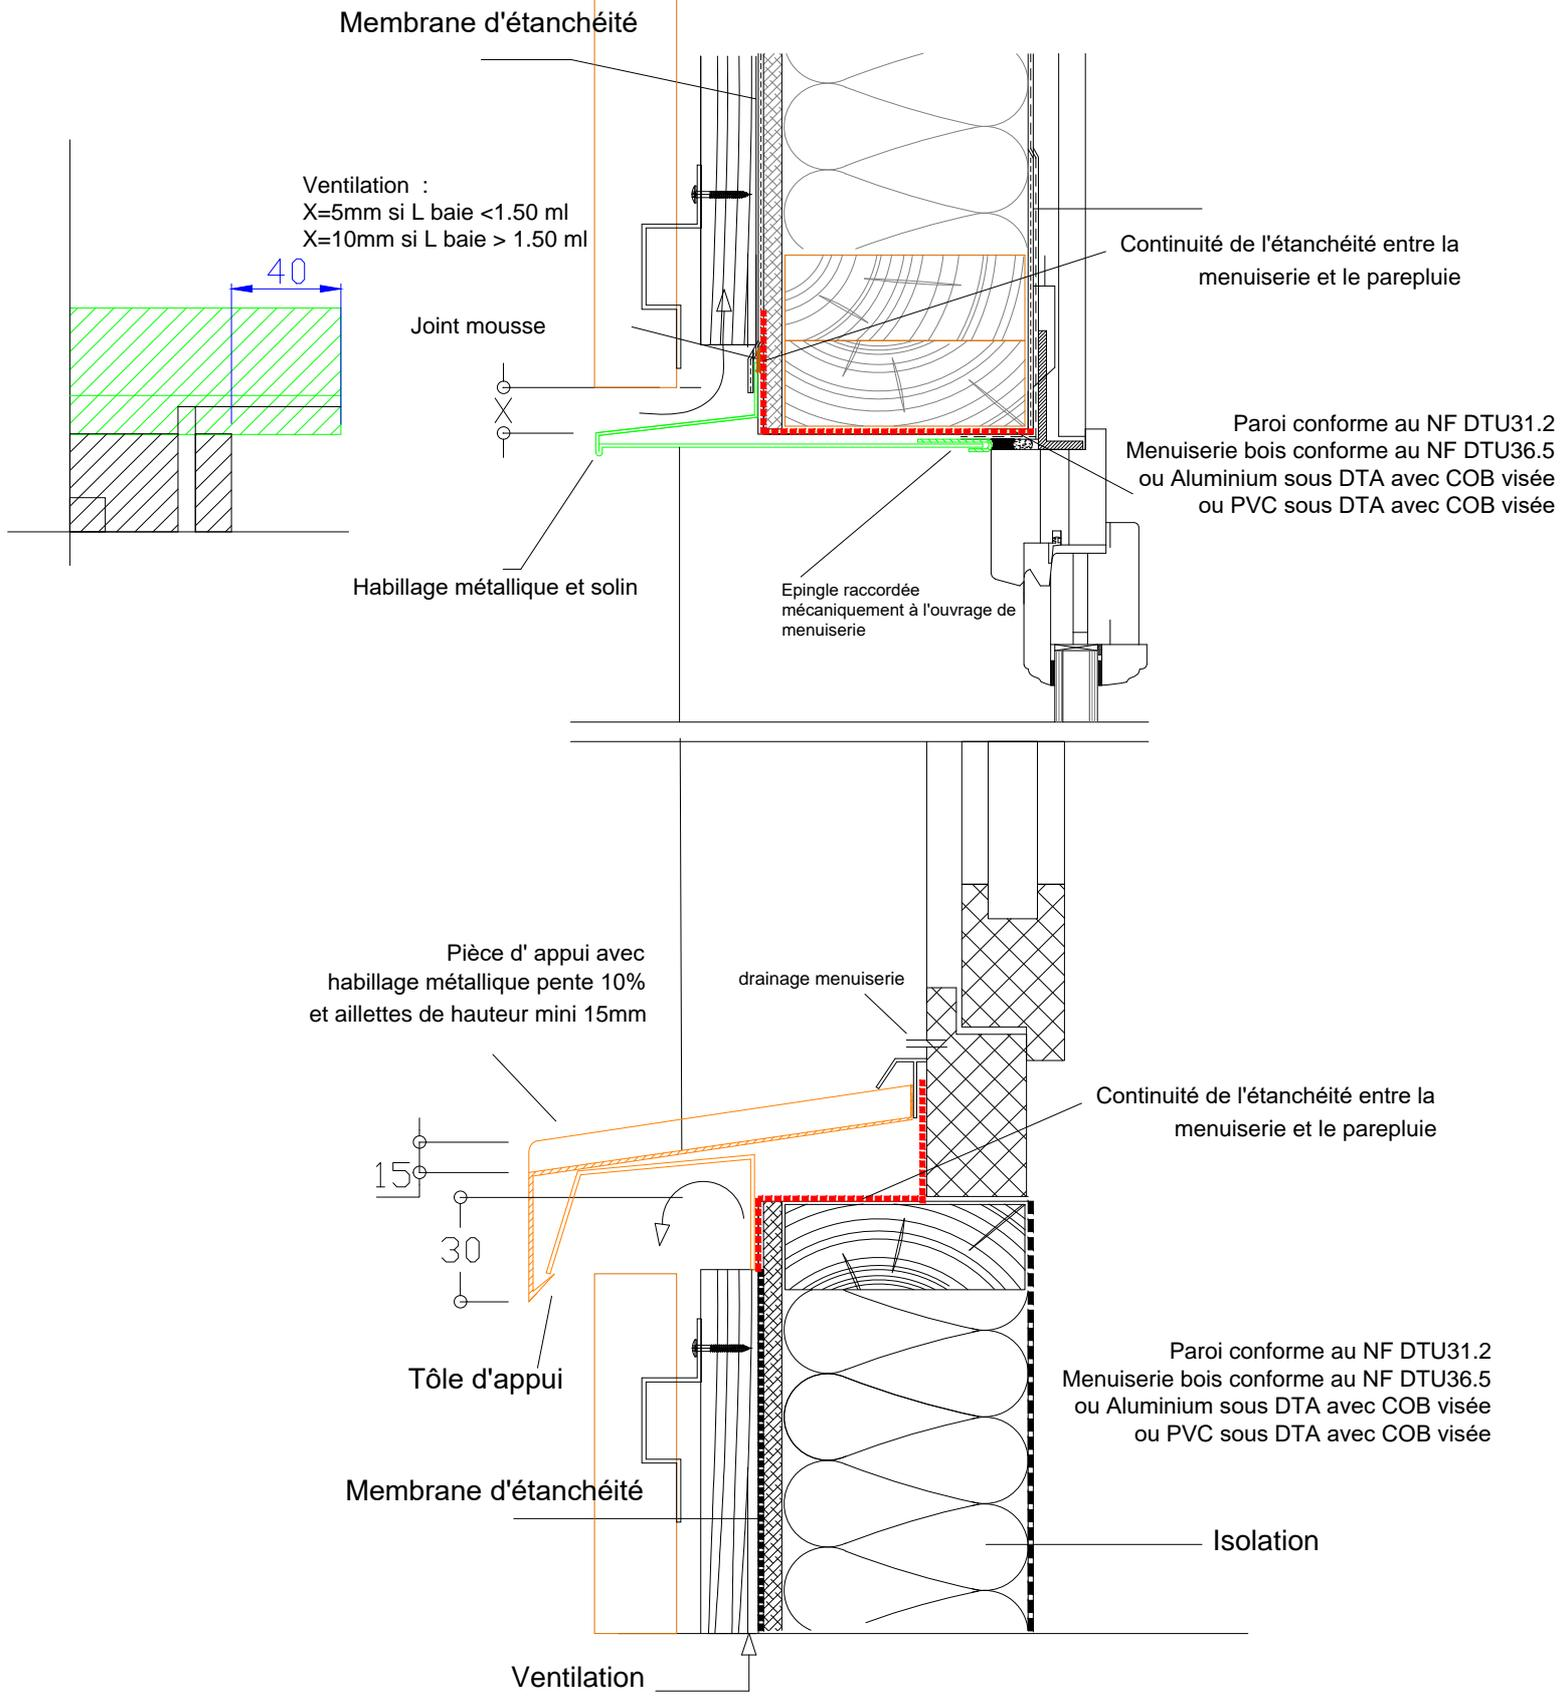 Membrane d'étanchéité
Ventilation :
X=5mm si L baie <1.50 ml
X=10mm si L baie > 1.50 ml
40
Joint mousse
X
Continuité de l'étanchéité entre la
menuiserie et le parepluie
Paroi conforme au NF DTU31.2
Menuiserie bois conforme au NF DTU36.5
ou Aluminium sous DTA avec COB visée
ou PVC sous DTA avec COB visée
Habillage métallique et solin
Epingle raccordée
mécaniquement à l'ouvrage de
menuiserie
Pièce d' appui avec
habillage métallique pente 10%
et aillettes de hauteur mini 15mm
drainage menuiserie
Continuité de l'étanchéité entre la
menuiserie et le parepluie
15
30
Tôle d'appui
Paroi conforme au NF DTU31.2
Menuiserie bois conforme au NF DTU36.5
ou Aluminium sous DTA avec COB visée
ou PVC sous DTA avec COB visée
Membrane d'étanchéité
Isolation
Ventilation